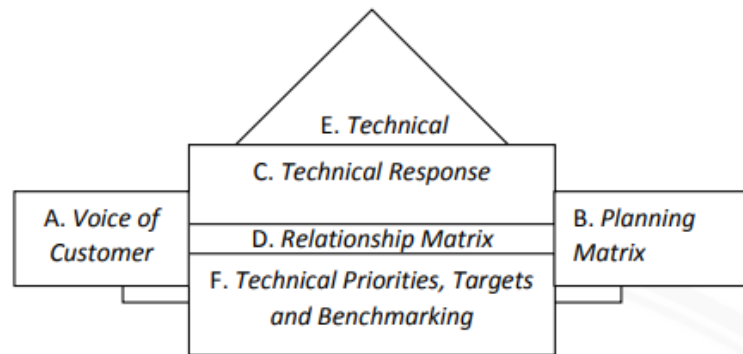 E. Technical
C. Technical Response
A. Voice of
Customer
D. Relationship Matrix
B. Planning
Matrix
F. Technical Priorities, Targets
and Benchmarking